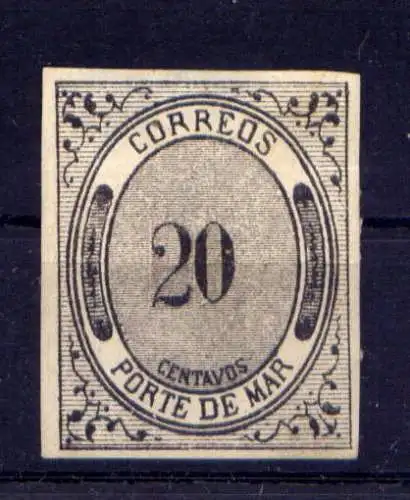 CORREOS
20
CENTAVOS
PORTE DE MAR